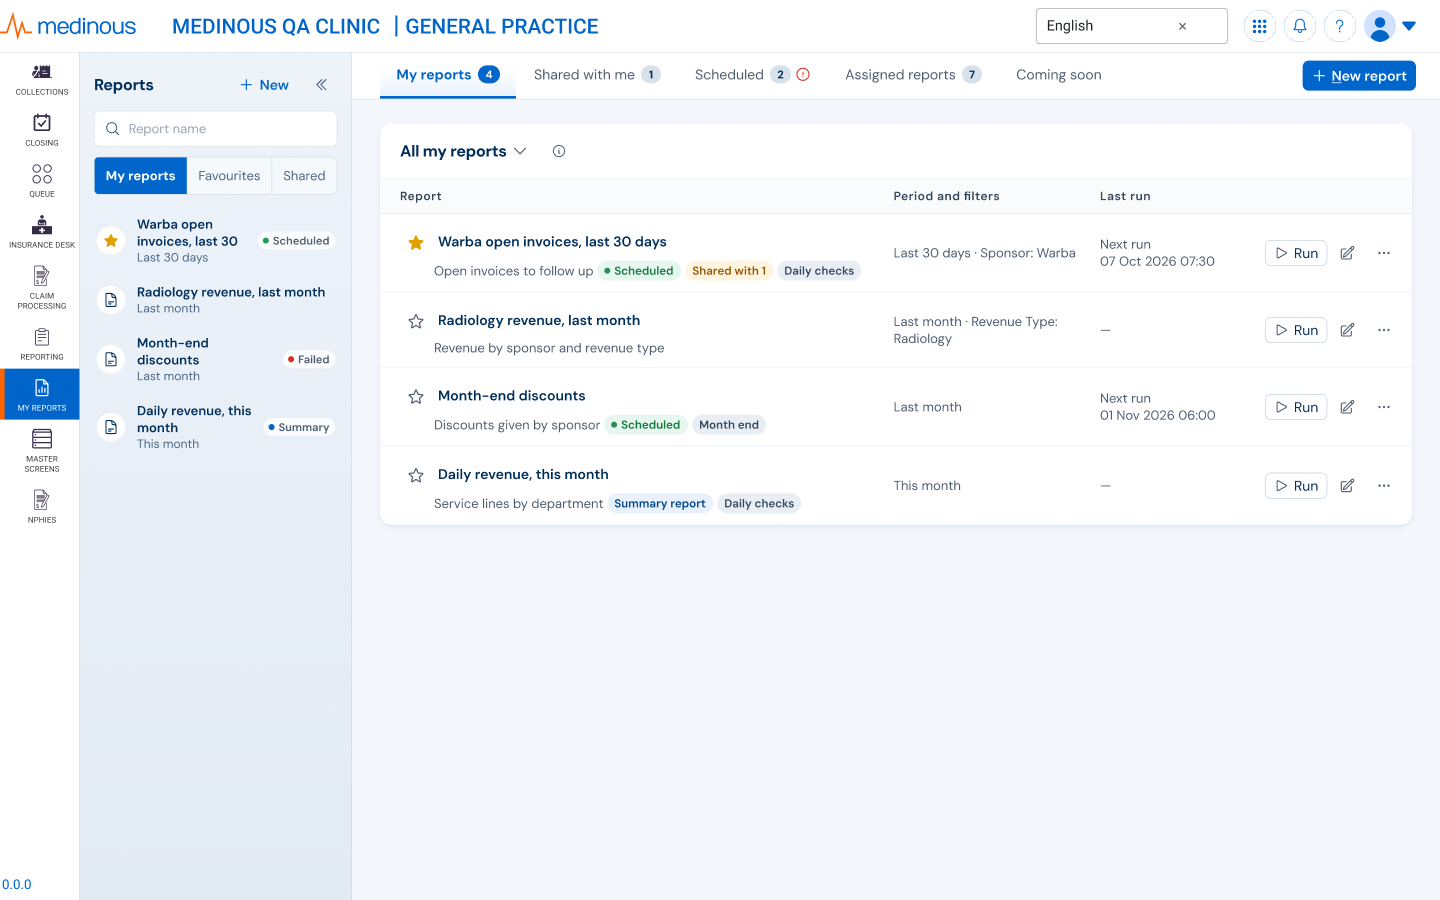 medinous
MEDINOUS QA CLINIC | GENERAL PRACTICE
English ×
?
COLLECTIONS
CLOSING
QUEUE
INSURANCE DESK
CLAIM
PROCESSING
REPORTING
MY REPORTS
MASTER
SCREENS
NPHIES
0.0.0
Reports
+ New
Report name
My reports
Favourites
Shared
Warba open
invoices, last 30
Last 30 days
Scheduled
Radiology revenue, last month
Last month
Month-end
discounts
Last month
Failed
Daily revenue, this
month
This month
Summary
My reports 4
Shared with me 1
Scheduled 2
Assigned reports 7
Coming soon
+ New report
All my reports
Report
Period and filters
Last run
Warba open invoices, last 30 days
Open invoices to follow up
Scheduled
Shared with 1
Daily checks
Last 30 days · Sponsor: Warba
Next run
07 Oct 2026 07:30
Run
Radiology revenue, last month
Revenue by sponsor and revenue type
Last month · Revenue Type:
Radiology
—
Run
Month-end discounts
Discounts given by sponsor
Scheduled
Month end
Last month
Next run
01 Nov 2026 06:00
Run
Daily revenue, this month
Service lines by department
Summary report
Daily checks
This month
—
Run